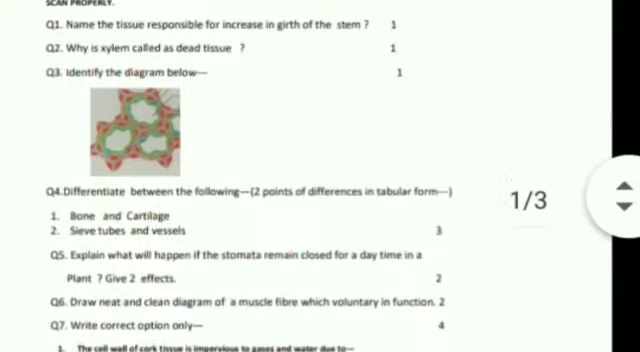 SCAN PROPERLY.
Q1. Name the tissue responsible for increase in girth of the stem ? 1
Q2. Why is xylem called as dead tissue ? 1
Q3. Identify the diagram below— 1
Q4.Differentiate between the following—(2 points of differences in tabular form—)
1. Bone and Cartilage
2. Sieve tubes and vessels 3
Q5. Explain what will happen if the stomata remain closed for a day time in a
Plant ? Give 2 effects. 2
Q6. Draw neat and clean diagram of a muscle fibre which voluntary in function. 2
Q7. Write correct option only— 4
1. The cell wall of cork tissue is impervious to gases and water due to—
1/3